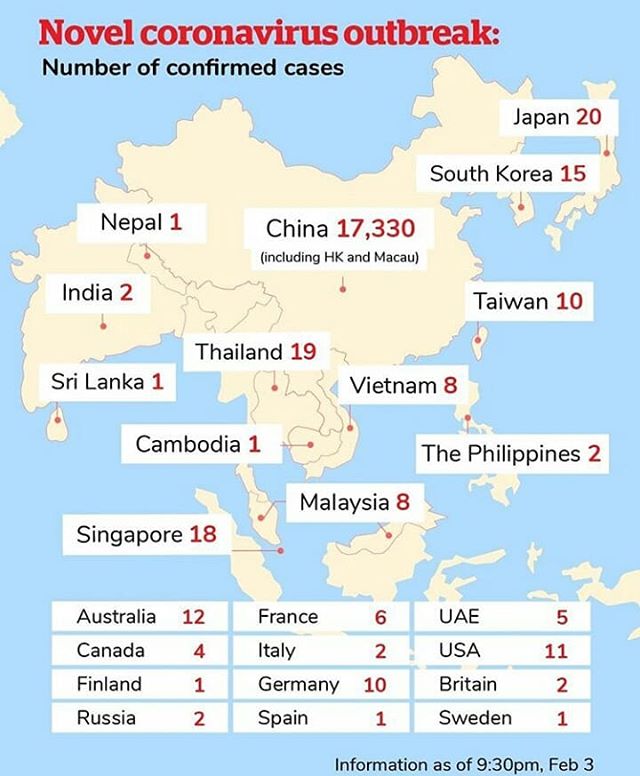 Novel coronavirus outbreak:
Number of confirmed cases
Japan 20
South Korea 15
Nepal 1
China 17,330
(including HK and Macau)
India 2
Taiwan 10
Thailand 19
Sri Lanka 1
Vietnam 8
Cambodia 1
The Philippines 2
Malaysia 8
Singapore 18
Australia 12
Canada 4
Finland 1
Russia 2
France 6
Italy 2
Germany 10
Spain 1
UAE 5
USA 11
Britain 2
Sweden 1
Information as of 9:30pm, Feb 3